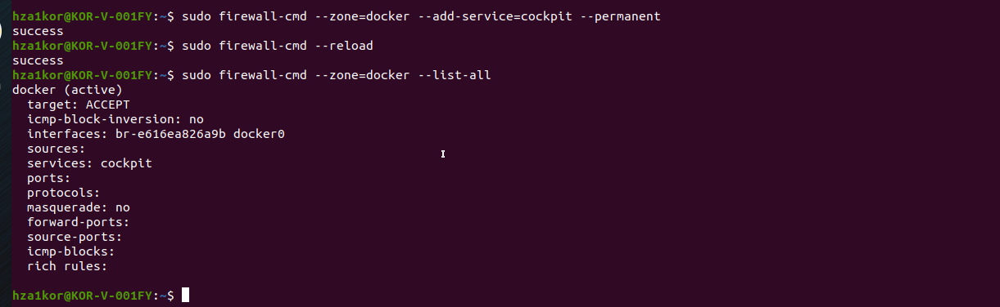 hza1kor@KOR-V-001FY:~$ sudo firewall-cmd --zone=docker --add-service=cockpit --permanent
success
hza1kor@KOR-V-001FY:~$ sudo firewall-cmd --reload
success
hza1kor@KOR-V-001FY:~$ sudo firewall-cmd --zone=docker --list-all
docker (active)
  target: ACCEPT
  icmp-block-inversion: no
  interfaces: br-e616ea826a9b docker0
  sources:
  services: cockpit
  ports:
  protocols:
  masquerade: no
  forward-ports:
  source-ports:
  icmp-blocks:
  rich rules:
hza1kor@KOR-V-001FY:~$